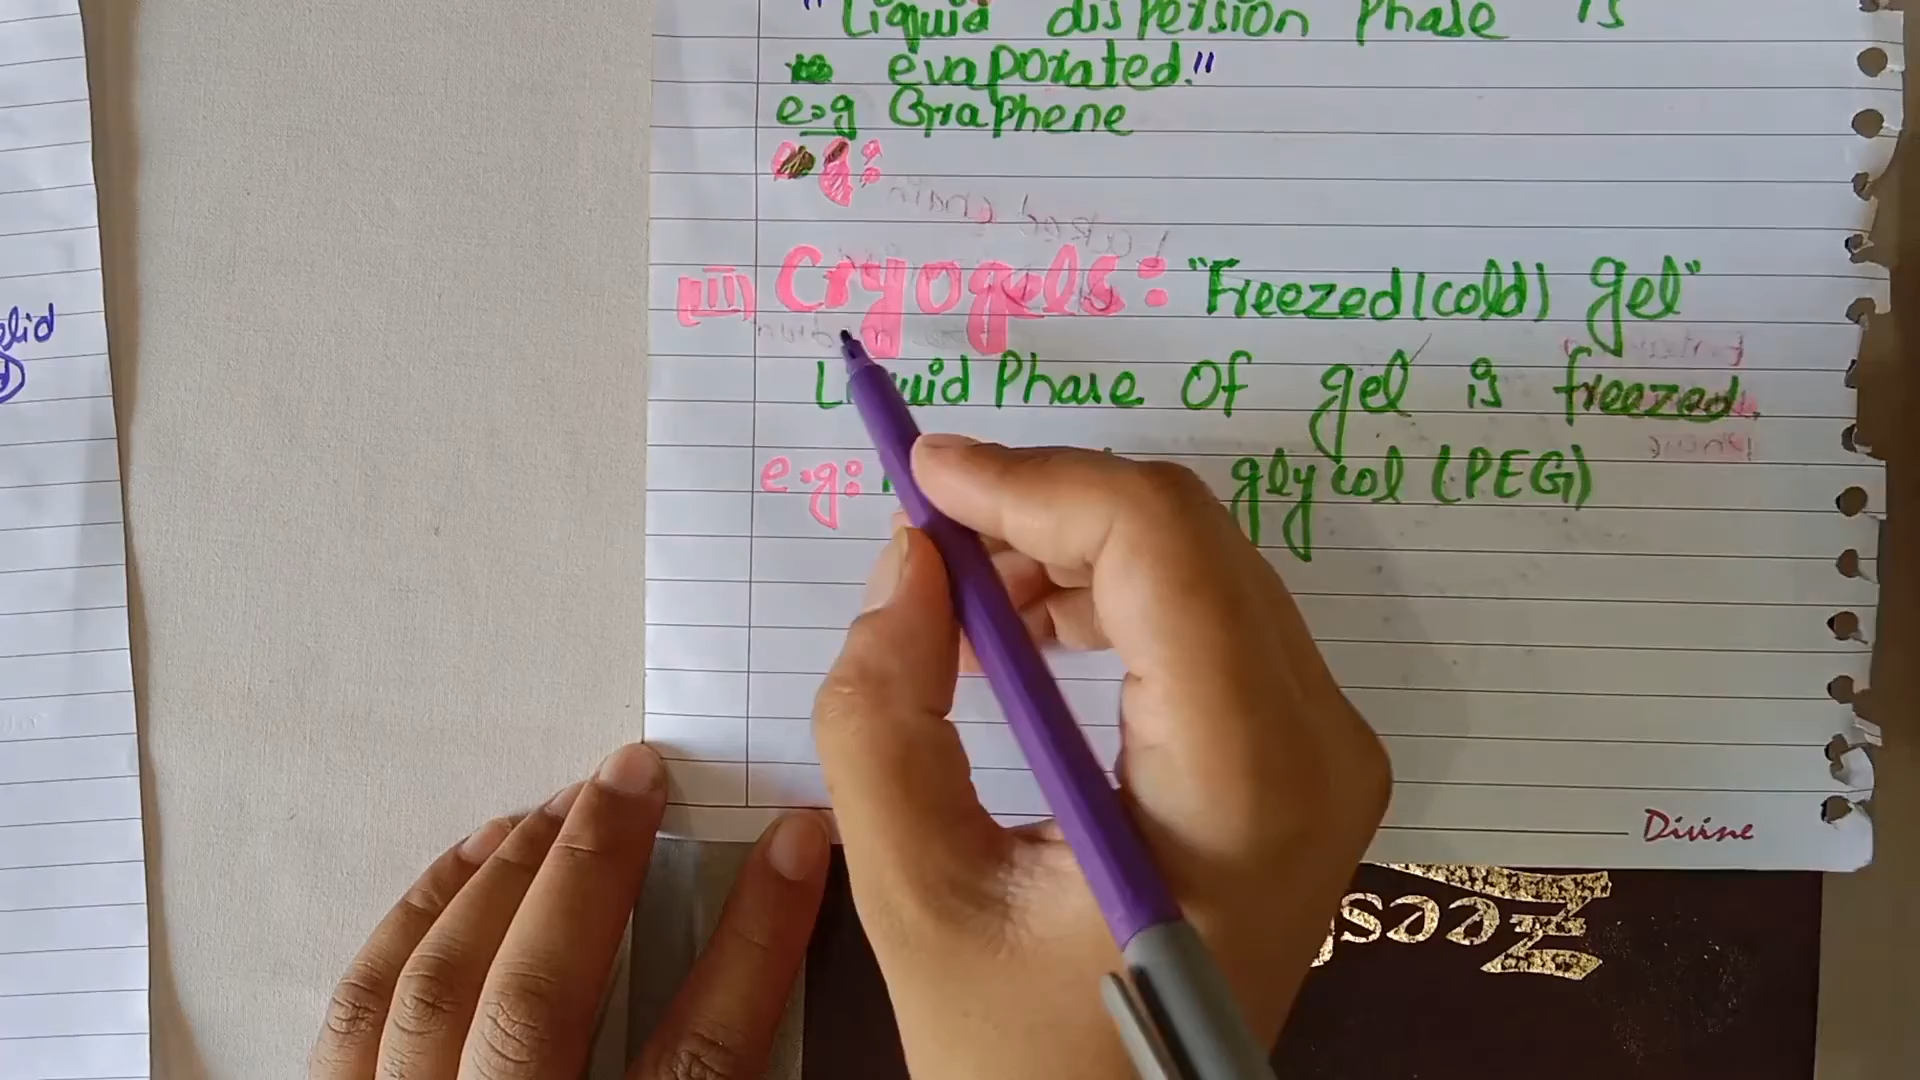 "Liquid dispersion Phase is
evaporated."
e.g Graphene
(iii) Cryogels: "Freezed(cold) gel"
Liquid Phase Of gel is freezed.
e.g: glycol (PEG)
Divine
elid